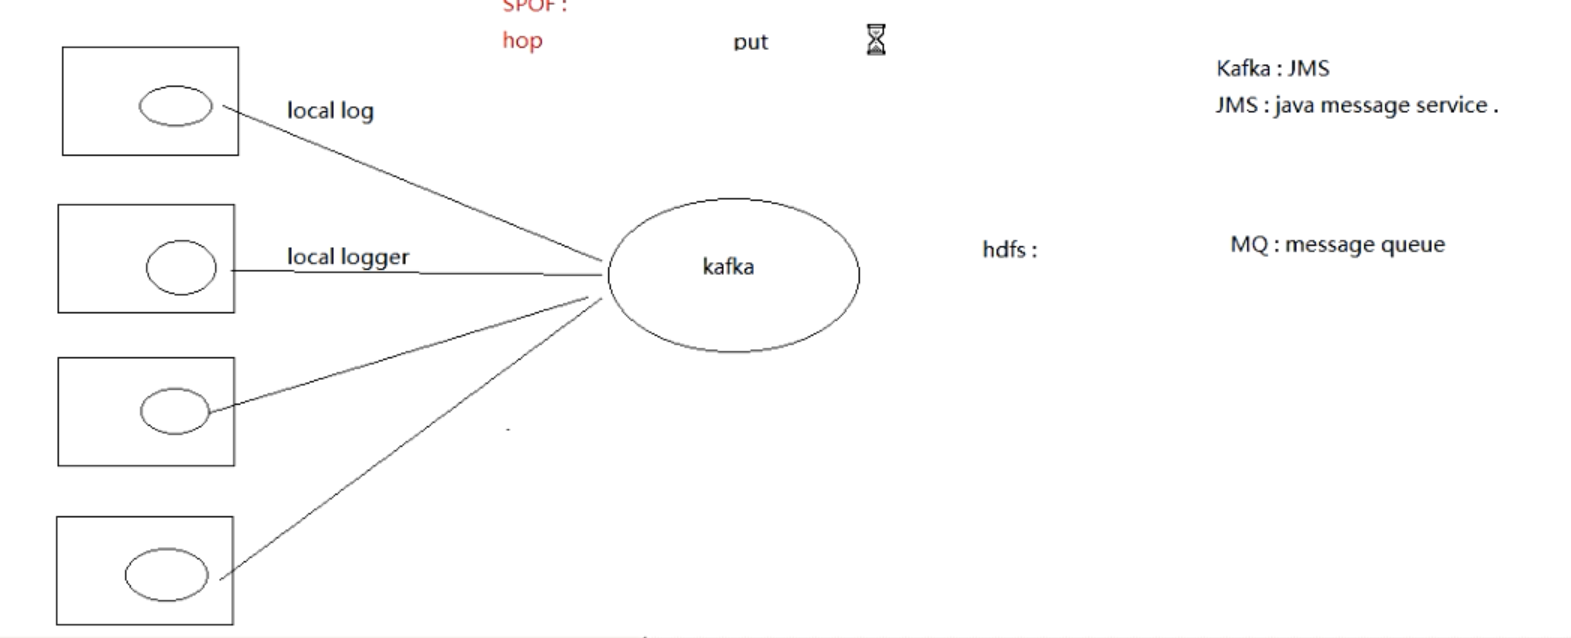 SPOF :
hop
put
Kafka : JMS
JMS : java message service .
local log
local logger
kafka
hdfs :
MQ : message queue